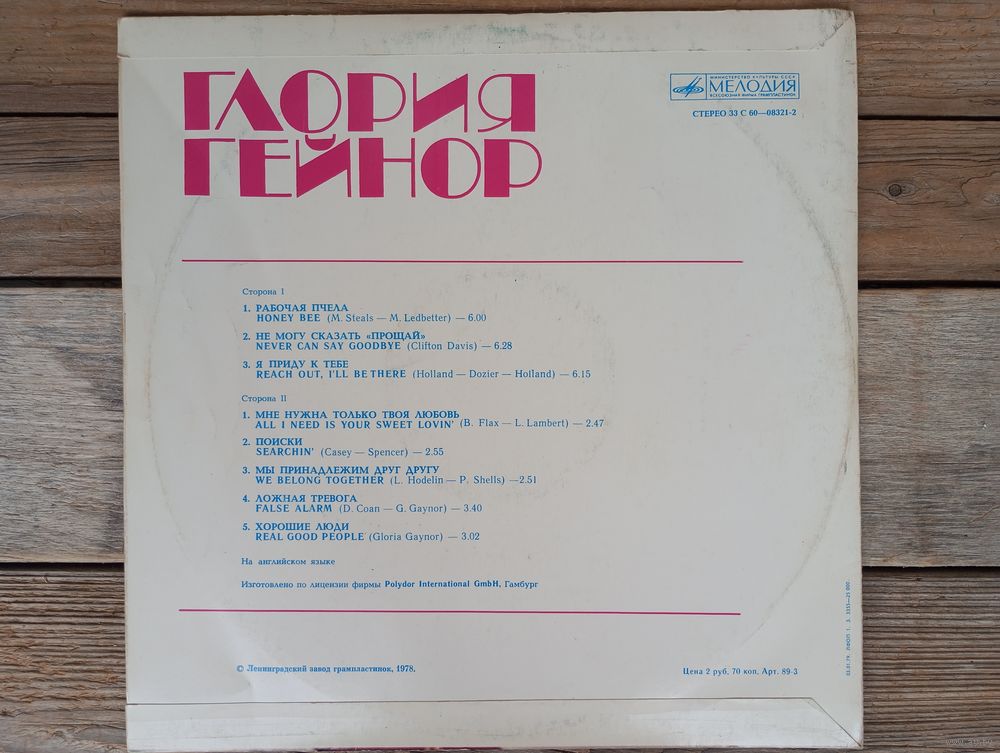 ГЛОРИЯ
ГЕЙНОР
МИНИСТЕРСТВО КУЛЬТУРЫ СССР
МЕЛОДИЯ
ВСЕСОЮЗНАЯ ФИРМА ГРАМПЛАСТИНОК
СТЕРЕО 33 С 60—08321-2
Сторона I
1. РАБОЧАЯ ПЧЕЛА
HONEY BEE (M. Steals — M. Ledbetter) — 6.00
2. НЕ МОГУ СКАЗАТЬ «ПРОЩАЙ»
NEVER CAN SAY GOODBYE (Clifton Davis) — 6.28
3. Я ПРИДУ К ТЕБЕ
REACH OUT, I'LL BE THERE (Holland — Dozier — Holland) — 6.15
Сторона II
1. МНЕ НУЖНА ТОЛЬКО ТВОЯ ЛЮБОВЬ
ALL I NEED IS YOUR SWEET LOVIN' (B. Flax — L. Lambert) — 2.47
2. ПОИСКИ
SEARCHIN' (Casey — Spencer) — 2.55
3. МЫ ПРИНАДЛЕЖИМ ДРУГ ДРУГУ
WE BELONG TOGETHER (L. Hodelin — P. Shells) —2.51
4. ЛОЖНАЯ ТРЕВОГА
FALSE ALARM (D. Coan — G. Gaynor) — 3.40
5. ХОРОШИЕ ЛЮДИ
REAL GOOD PEOPLE (Gloria Gaynor) — 3.02
На английском языке
Изготовлено по лицензии фирмы Polydor International GmbH, Гамбург
© Ленинградский завод грампластинок, 1978.
Цена 2 руб. 70 коп. Арт. 89-3